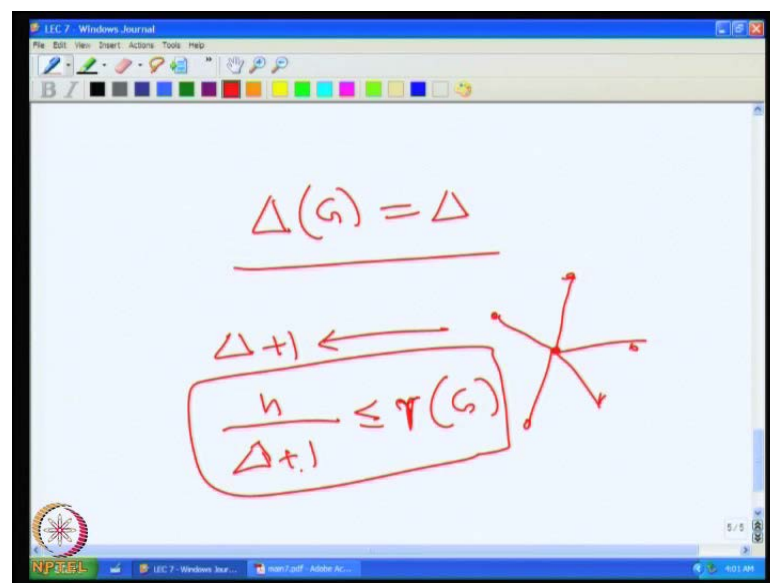 LEC 7 - Windows Journal
File Edit View Insert Actions Tools Help
B I
Δ(G) = Δ
Δ+1 ←
n / Δ+1 ≤ γ(G)
5/5
NPTEL
LEC 7 - Windows Jour...
main7.pdf - Adobe Ac...
4:01 AM